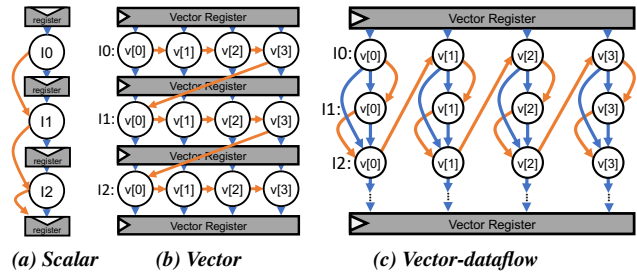 register
I0
register
I1
register
I2
register
(a) Scalar
Vector Register
I0: v[0] v[1] v[2] v[3]
Vector Register
I1: v[0] v[1] v[2] v[3]
Vector Register
I2: v[0] v[1] v[2] v[3]
Vector Register
(b) Vector
Vector Register
I0: v[0] v[1] v[2] v[3]
I1: v[0] v[1] v[2] v[3]
I2: v[0] v[1] v[2] v[3]
Vector Register
(c) Vector-dataflow